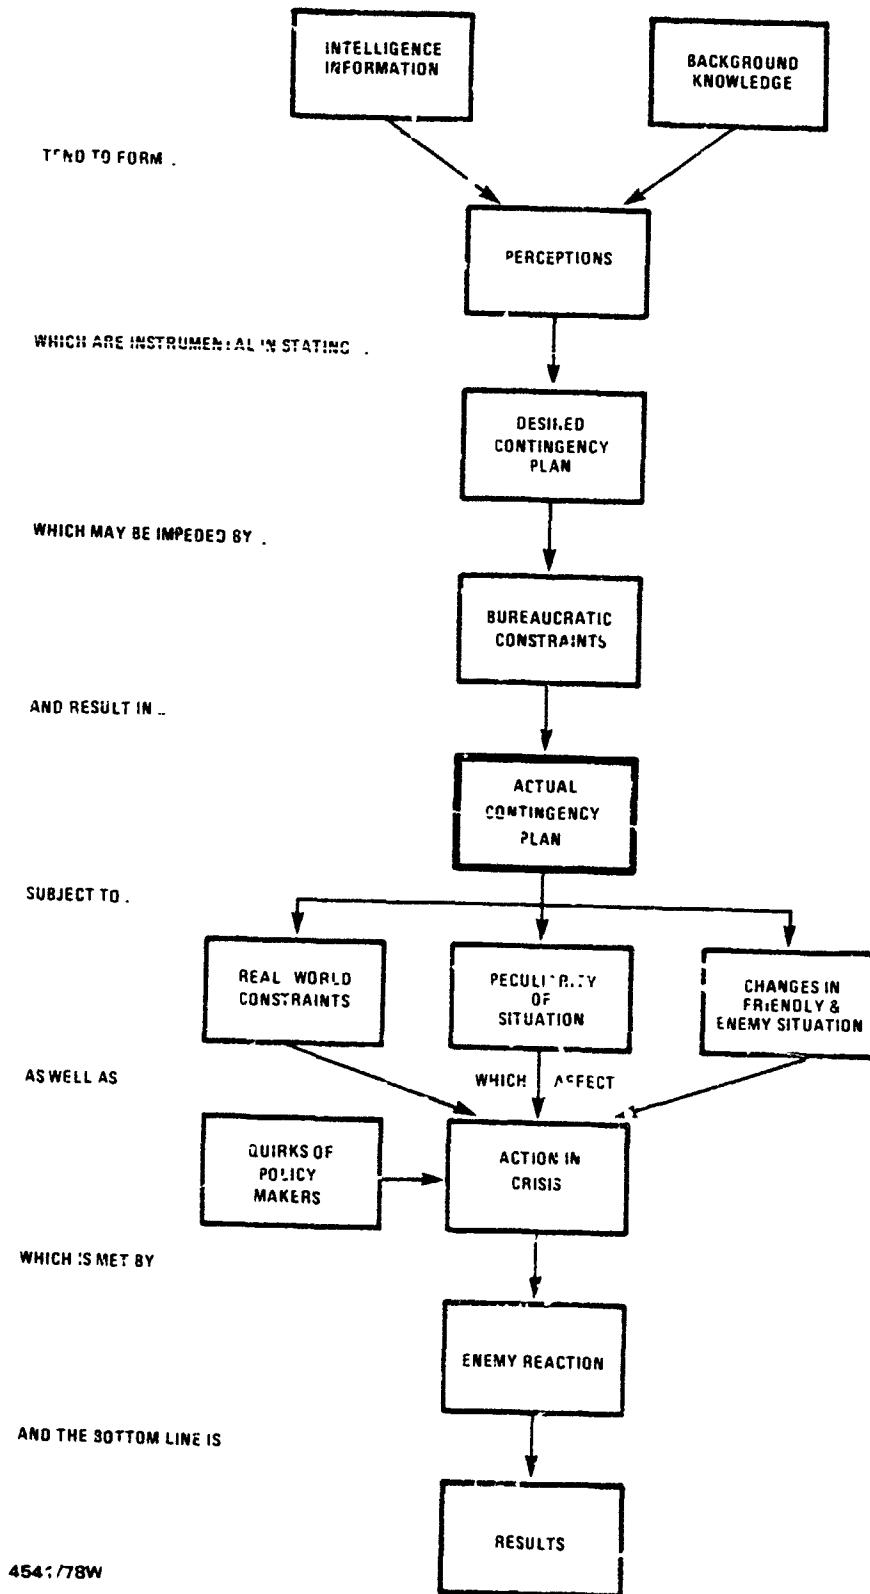 INTELLIGENCE
INFORMATION
BACKGROUND
KNOWLEDGE
TEND TO FORM .
PERCEPTIONS
WHICH ARE INSTRUMENTAL IN STATING .
DESIRED
CONTINGENCY
PLAN
WHICH MAY BE IMPEDED BY .
BUREAUCRATIC
CONSTRAINTS
AND RESULT IN ..
ACTUAL
CONTINGENCY
PLAN
SUBJECT TO .
REAL WORLD
CONSTRAINTS
PECULIARITY
OF
SITUATION
CHANGES IN
FRIENDLY &
ENEMY SITUATION
AS WELL AS
WHICH AFFECT
QUIRKS OF
POLICY
MAKERS
ACTION IN
CRISIS
WHICH IS MET BY
ENEMY REACTION
AND THE BOTTOM LINE IS
RESULTS